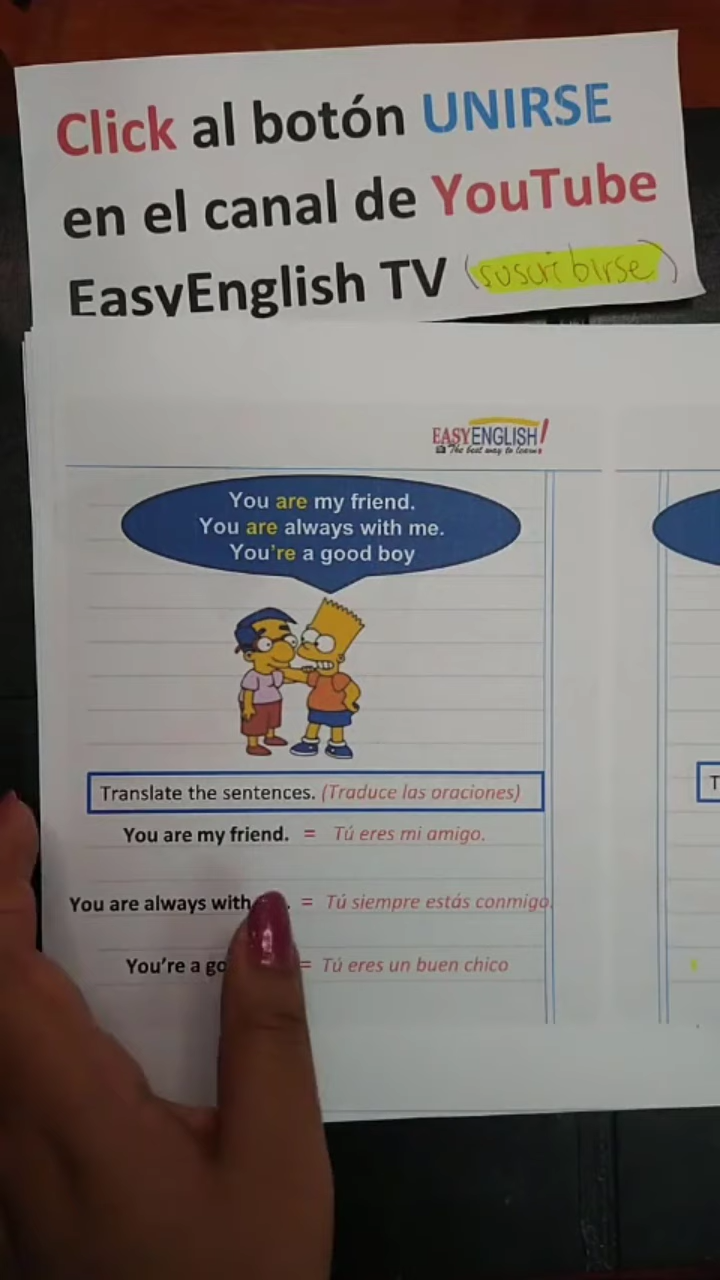 Click al botón UNIRSE
en el canal de YouTube
EasyEnglish TV (suscribirse)
EASYENGLISH!
The best way to learn!
You are my friend.
You are always with me.
You're a good boy
Translate the sentences. (Traduce las oraciones)
You are my friend. = Tú eres mi amigo.
You are always with = Tú siempre estás conmigo.
You're a go = Tú eres un buen chico
T